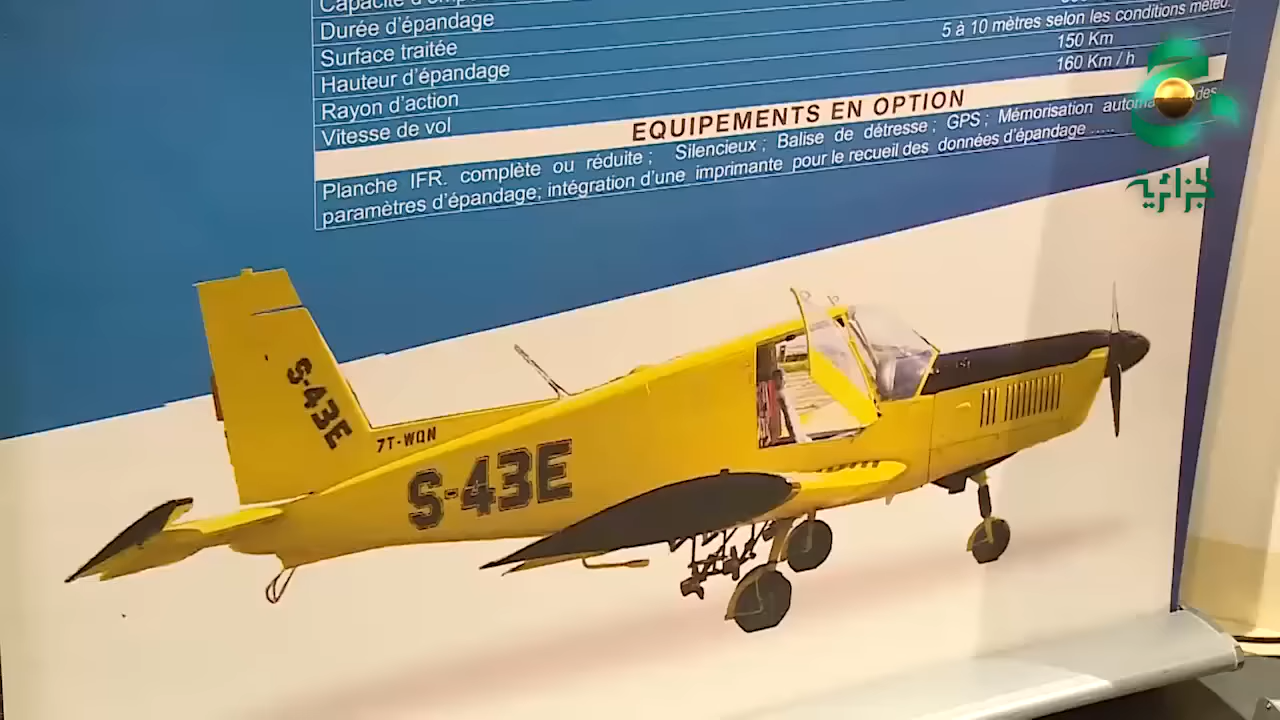 Durée d'épandage
Surface traitée
Hauteur d'épandage 5 à 10 mètres selon les conditions météo.
Rayon d'action 150 Km
Vitesse de vol 160 Km / h
EQUIPEMENTS EN OPTION
Planche IFR. complète ou réduite ; Silencieux ; Balise de détresse ; GPS ; Mémorisation des
paramètres d'épandage; intégration d'une imprimante pour le recueil des données d'épandage .....
الجزائرية
S-43E
7T-WQN
S-43E